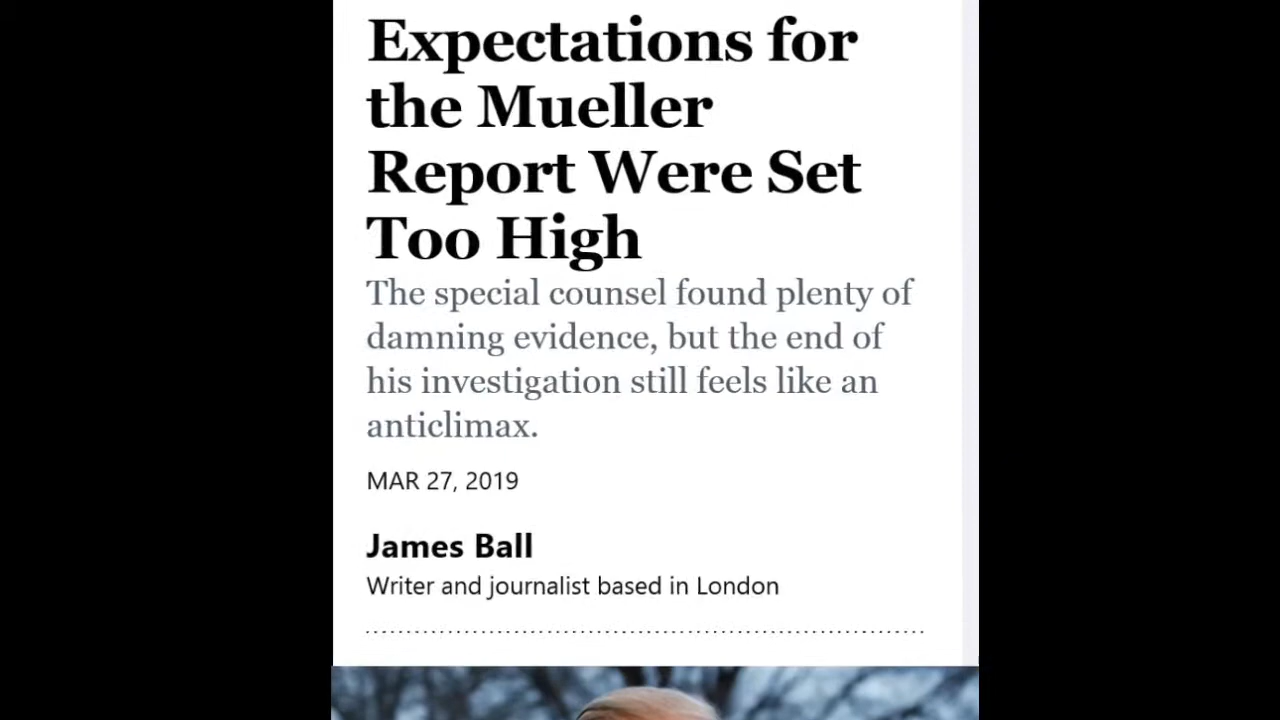 Expectations for
the Mueller
Report Were Set
Too High
The special counsel found plenty of
damning evidence, but the end of
his investigation still feels like an
anticlimax.
MAR 27, 2019
James Ball
Writer and journalist based in London